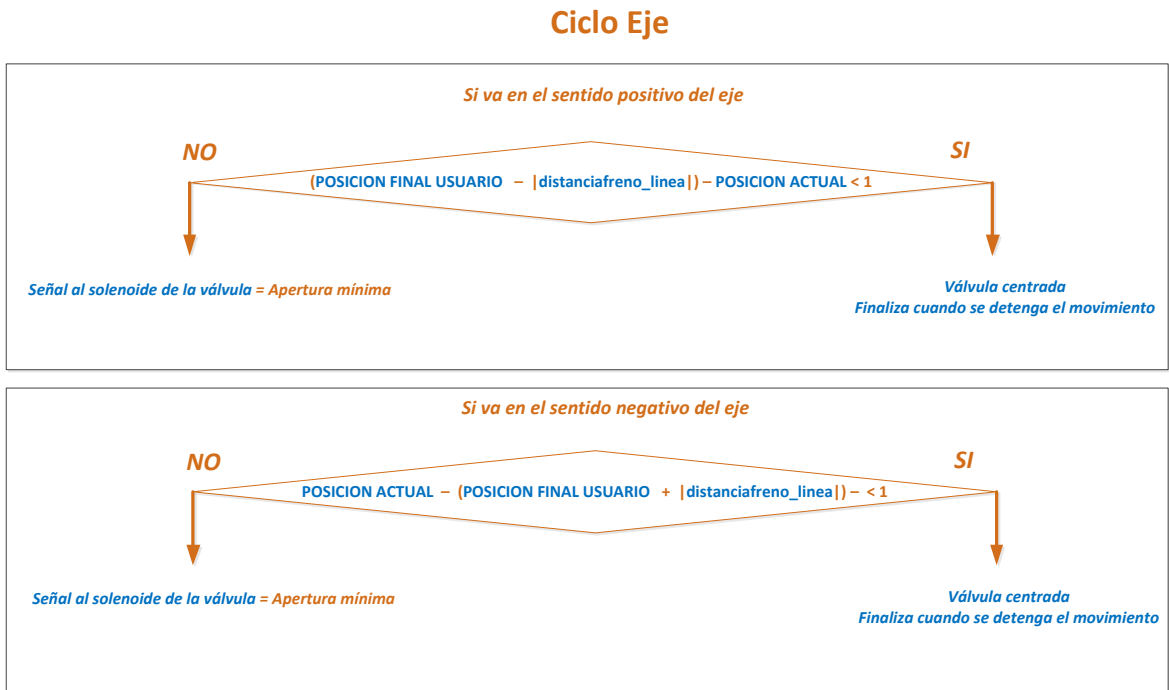 Ciclo Eje
Si va en el sentido positivo del eje
NO
SI
(POSICION FINAL USUARIO – |distanciafreno_linea|) – POSICION ACTUAL < 1
Señal al solenoide de la válvula = Apertura mínima
Válvula centrada
Finaliza cuando se detenga el movimiento
Si va en el sentido negativo del eje
NO
SI
POSICION ACTUAL – (POSICION FINAL USUARIO + |distanciafreno_linea|) – < 1
Señal al solenoide de la válvula = Apertura mínima
Válvula centrada
Finaliza cuando se detenga el movimiento